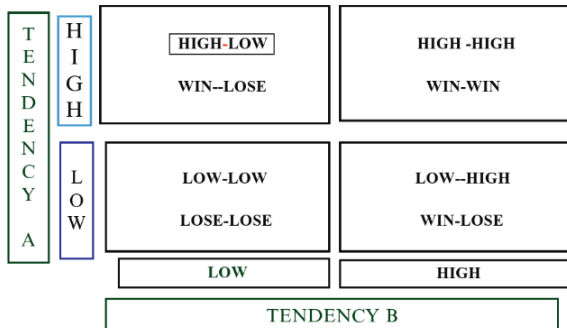 TENDENCY A
HIGH
HIGH-LOW
WIN--LOSE
HIGH -HIGH
WIN-WIN
LOW
LOW-LOW
LOSE-LOSE
LOW--HIGH
WIN-LOSE
LOW
HIGH
TENDENCY B